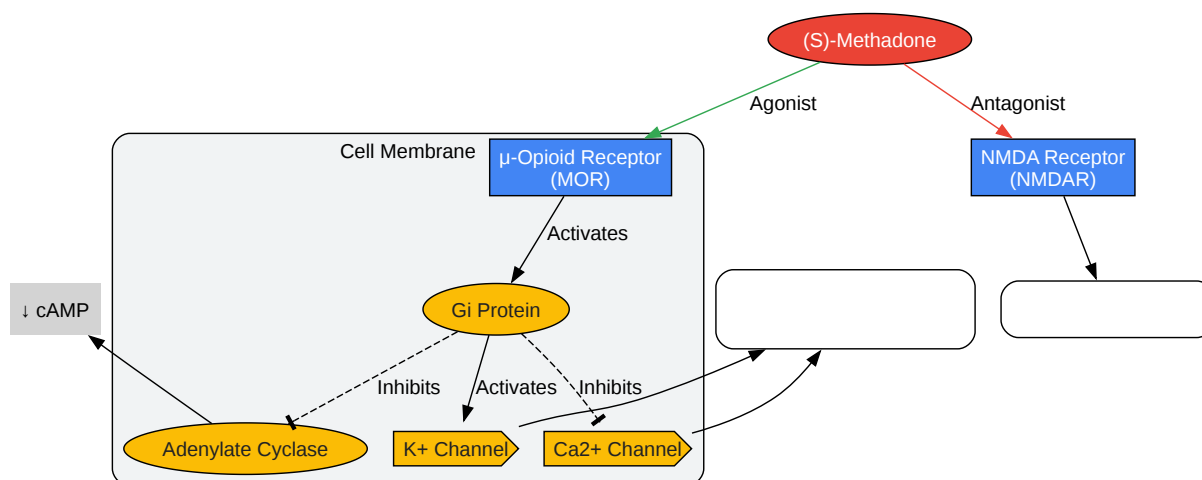 (S)-Methadone
Agonist
Antagonist
Cell Membrane
μ-Opioid Receptor
(MOR)
NMDA Receptor
(NMDAR)
Activates
↓ cAMP
Gi Protein
Inhibits
Activates
Inhibits
Adenylate Cyclase
K+ Channel
Ca2+ Channel